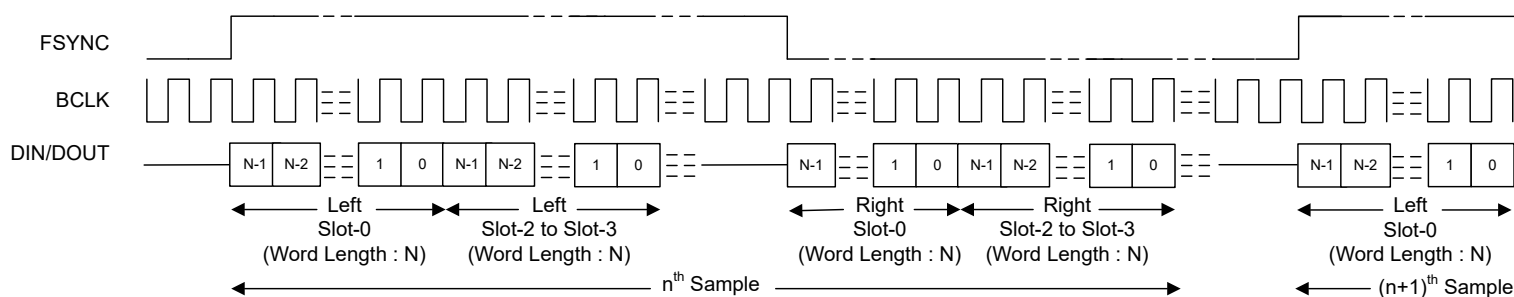 FSYNC
BCLK
DIN/DOUT
N-1 N-2 1 0 N-1 N-2 1 0 N-1 1 0 N-1 N-2 1 0 N-1 N-2 1 0
Left Left Right Right Left
Slot-0 Slot-2 to Slot-3 Slot-0 Slot-2 to Slot-3 Slot-0
(Word Length : N) (Word Length : N) (Word Length : N) (Word Length : N) (Word Length : N)
nth Sample (n+1)th Sample